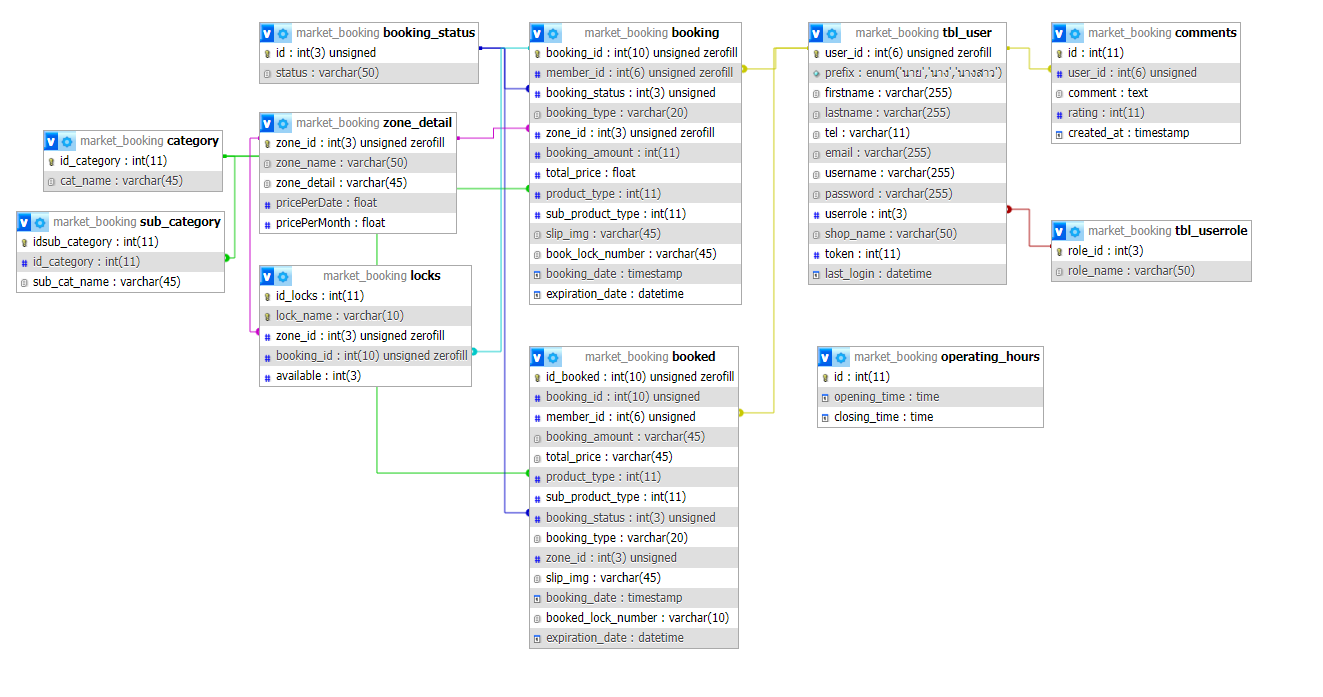 market_booking booking_status
id : int(3) unsigned
status : varchar(50)
market_booking zone_detail
zone_id : int(3) unsigned zerofill
zone_name : varchar(50)
zone_detail : varchar(45)
pricePerDate : float
pricePerMonth : float
market_booking category
id_category : int(11)
cat_name : varchar(45)
market_booking sub_category
idsub_category : int(11)
id_category : int(11)
sub_cat_name : varchar(45)
market_booking locks
id_locks : int(11)
lock_name : varchar(10)
zone_id : int(3) unsigned zerofill
booking_id : int(10) unsigned zerofill
available : int(3)
market_booking booking
booking_id : int(10) unsigned zerofill
member_id : int(6) unsigned zerofill
booking_status : int(3) unsigned
booking_type : varchar(20)
zone_id : int(3) unsigned zerofill
booking_amount : int(11)
total_price : float
product_type : int(11)
sub_product_type : int(11)
slip_img : varchar(45)
book_lock_number : varchar(45)
booking_date : timestamp
expiration_date : datetime
market_booking booked
id_booked : int(10) unsigned zerofill
booking_id : int(10) unsigned
member_id : int(6) unsigned
booking_amount : varchar(45)
total_price : varchar(45)
product_type : int(11)
sub_product_type : int(11)
booking_status : int(3) unsigned
booking_type : varchar(20)
zone_id : int(3) unsigned
slip_img : varchar(45)
booking_date : timestamp
booked_lock_number : varchar(10)
expiration_date : datetime
market_booking tbl_user
user_id : int(6) unsigned zerofill
prefix : enum('นาย','นาง','นางสาว')
firstname : varchar(255)
lastname : varchar(255)
tel : varchar(11)
email : varchar(255)
username : varchar(255)
password : varchar(255)
userrole : int(3)
shop_name : varchar(50)
token : int(11)
last_login : datetime
market_booking comments
id : int(11)
user_id : int(6) unsigned
comment : text
rating : int(11)
created_at : timestamp
market_booking tbl_userrole
role_id : int(3)
role_name : varchar(50)
market_booking operating_hours
id : int(11)
opening_time : time
closing_time : time